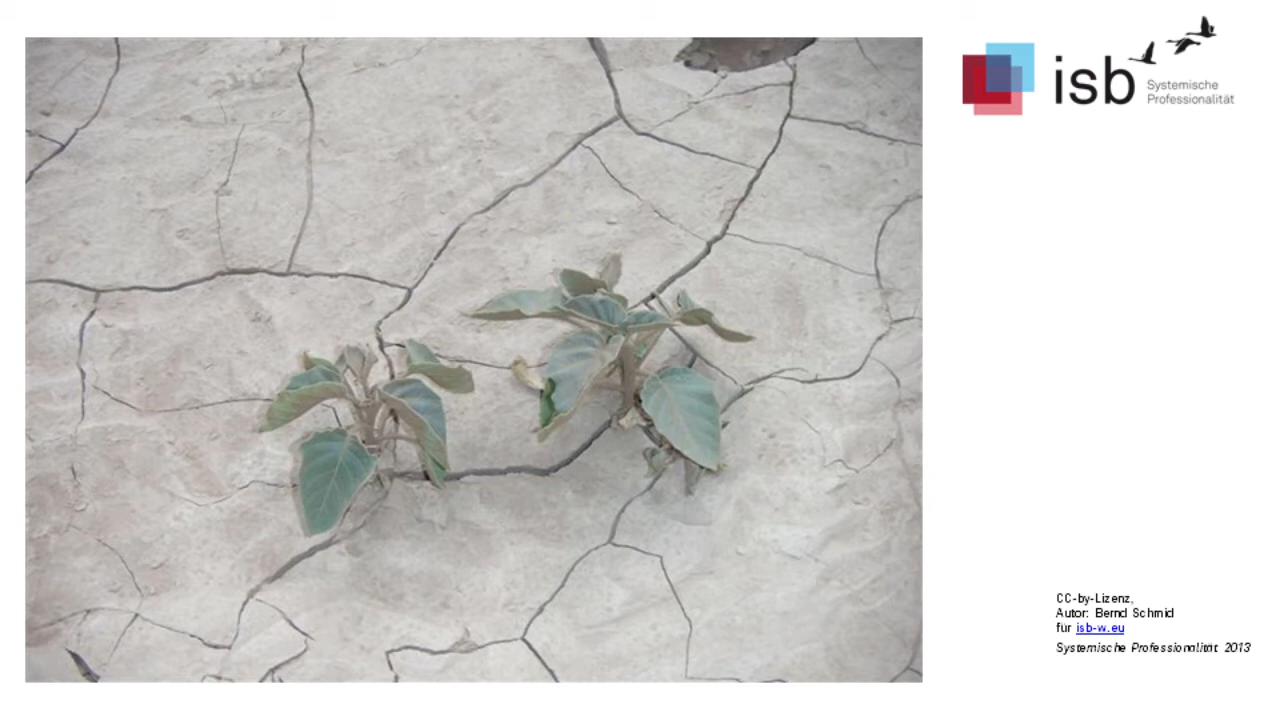 isb
Systemische
Professionalität
CC-by-Lizenz,
Autor: Bernd Schmid
für isb-w.eu
Systemische Professionalität 2013